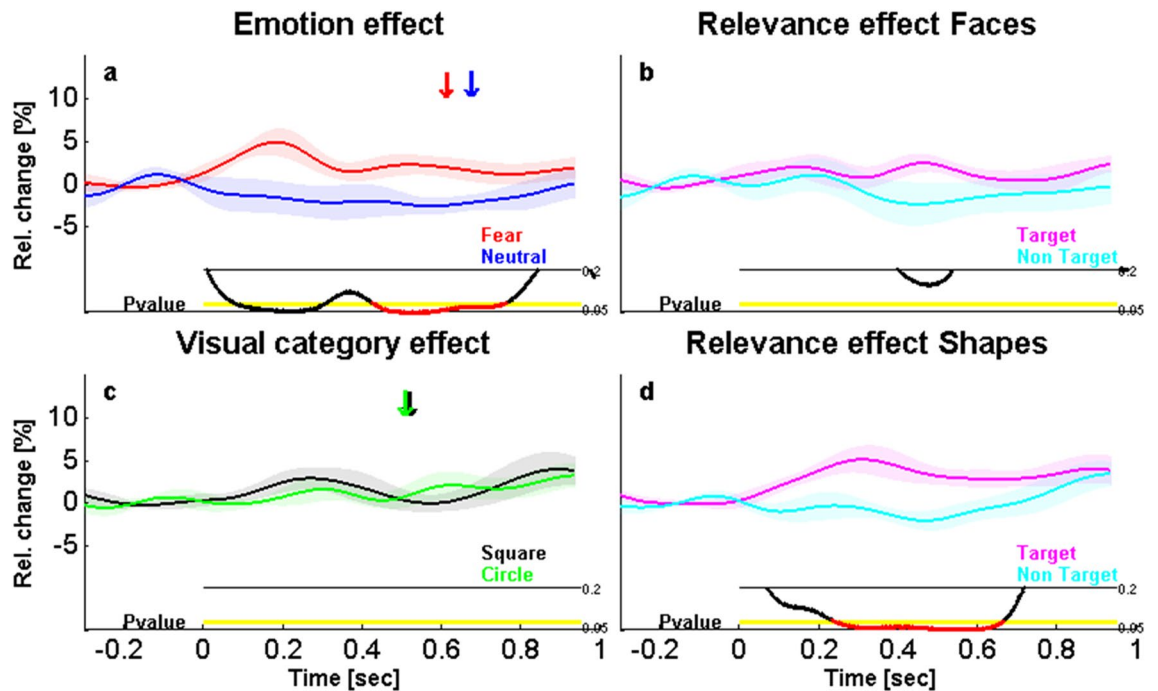 Emotion effect
Relevance effect Faces
a
b
Rel. change [%]
10
5
0
-5
Fear
Neutral
Target
Non Target
Pvalue
0.2
0.05
Pvalue
0.2
0.05
Visual category effect
Relevance effect Shapes
c
d
Rel. change [%]
10
5
0
-5
Square
Circle
Target
Non Target
Pvalue
0.2
0.05
Pvalue
0.2
0.05
-0.2 0 0.2 0.4 0.6 0.8 1
-0.2 0 0.2 0.4 0.6 0.8 1
Time [sec]
Time [sec]